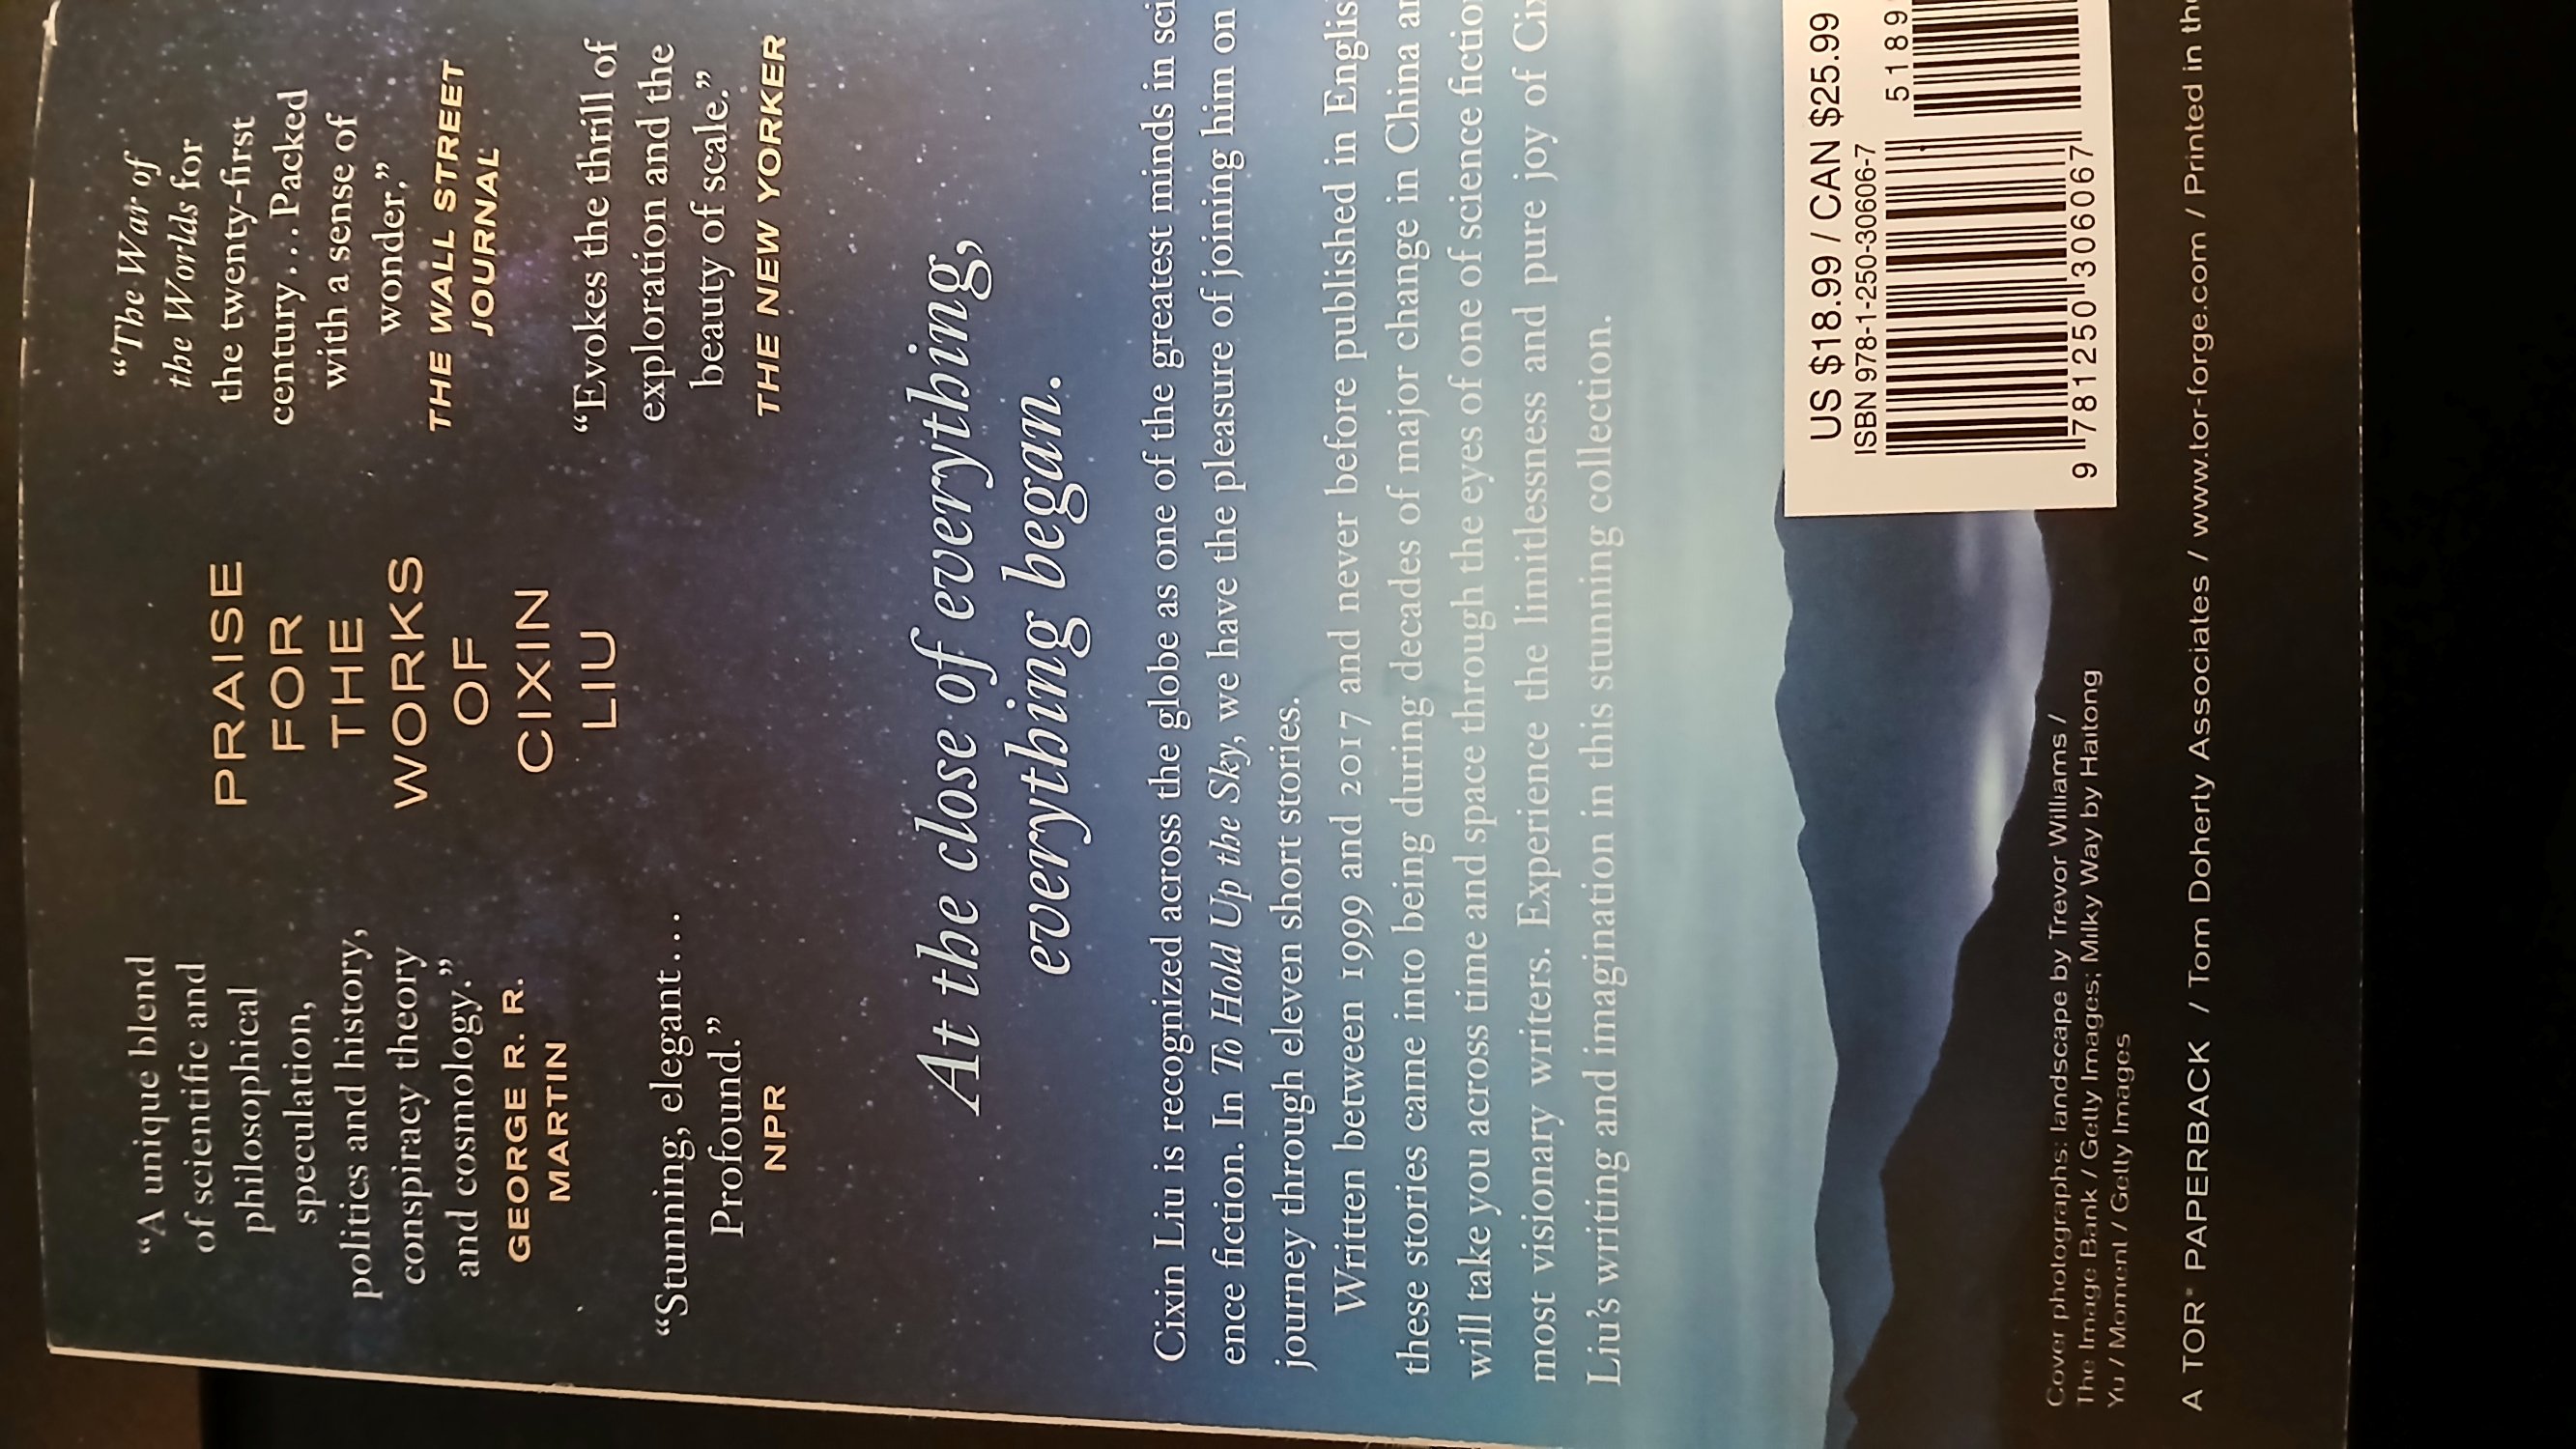 “A unique blend
of scientific and
philosophical
speculation,
politics and history,
conspiracy theory
and cosmology.”
GEORGE R. R.
MARTIN
“Stunning, elegant...
Profound.”
NPR
PRAISE
FOR
THE
WORKS
OF
CIXIN
LIU
“The War of
the Worlds for
the twenty-first
century... Packed
with a sense of
wonder.”
THE WALL STREET
JOURNAL
“Evokes the thrill of
exploration and the
beauty of scale.”
THE NEW YORKER
At the close of everything,
everything began.
Cixin Liu is recognized across the globe as one of the greatest minds in sci
ence fiction. In To Hold Up the Sky, we have the pleasure of joining him on
journey through eleven short stories.
Written between 1999 and 2017 and never before published in Englis
these stories came into being during decades of major change in China an
will take you across time and space through the eyes of one of science fictio
most visionary writers. Experience the limitlessness and pure joy of Cix
Liu’s writing and imagination in this stunning collection.
US $18.99 / CAN $25.99
ISBN 978-1-250-30606-7
5189
9 781250 306067
Cover photographs: landscape by Trevor Williams /
The Image Bank / Getty Images; Milky Way by Haitong
Yu / Moment / Getty Images
A TOR® PAPERBACK / Tom Doherty Associates / www.tor-forge.com / Printed in the